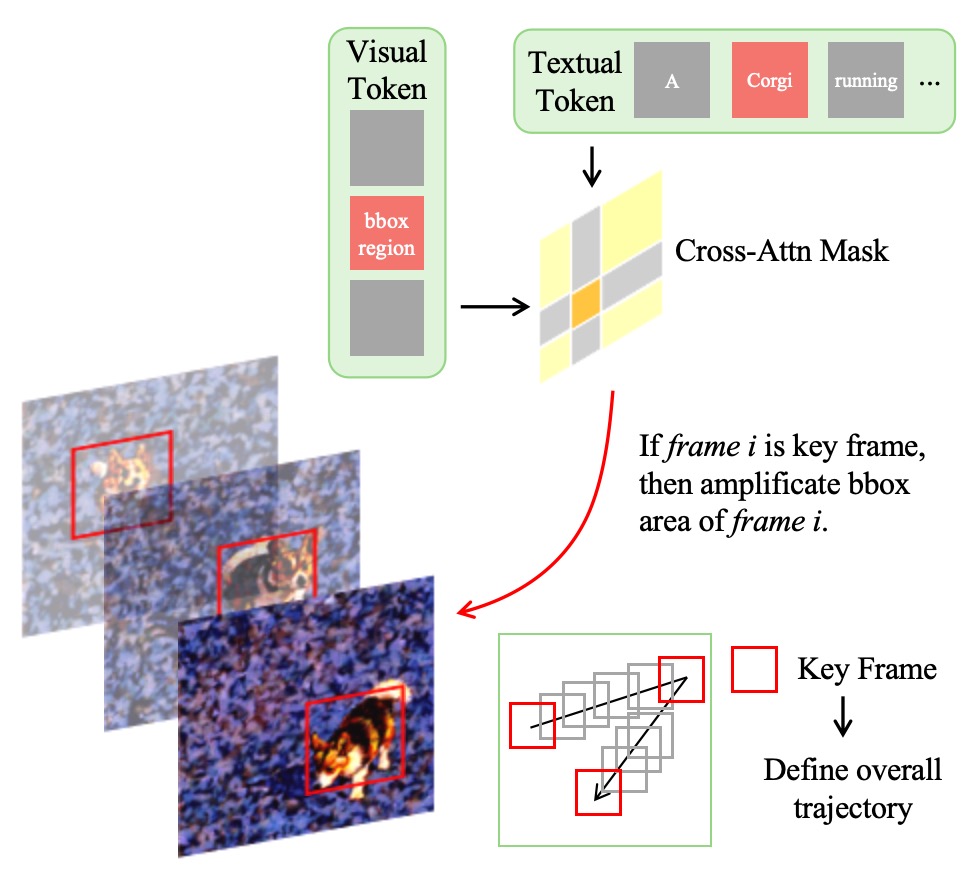 Visual
Token
bbox
region
Textual
Token
A
Corgi
running
...
Cross-Attn Mask
If frame i is key frame,
then amplificate bbox
area of frame i.
Key Frame
Define overall
trajectory